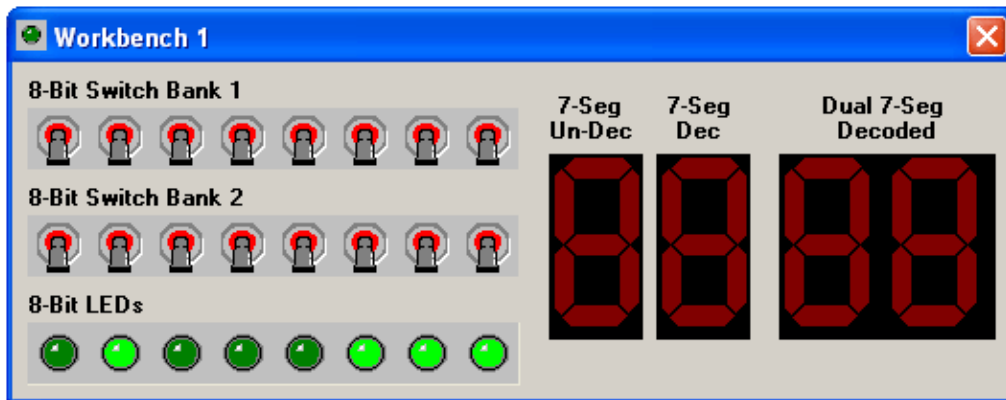 Workbench 1
8-Bit Switch Bank 1
8-Bit Switch Bank 2
8-Bit LEDs
7-Seg
Un-Dec
7-Seg
Dec
Dual 7-Seg
Decoded